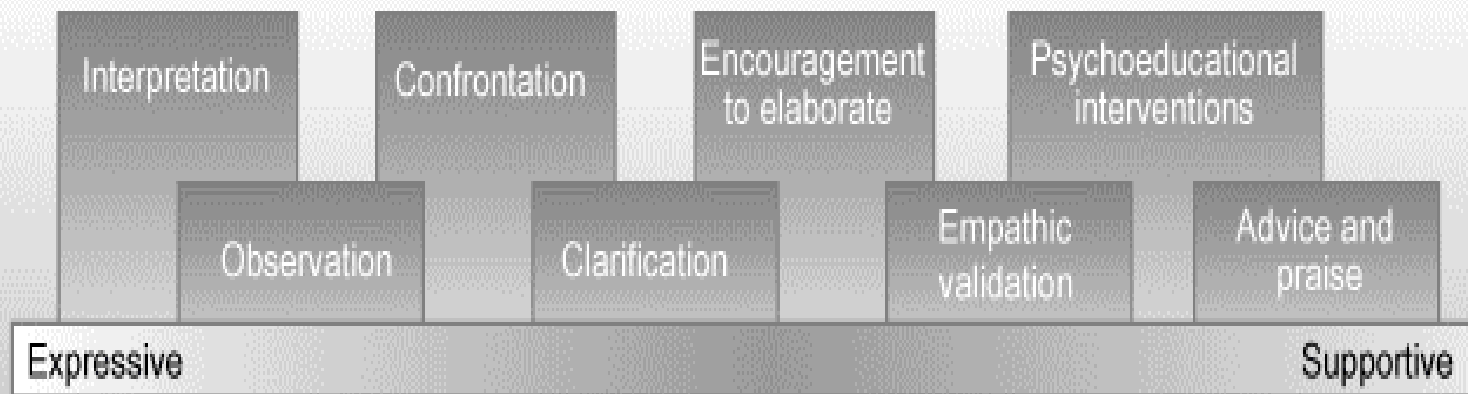 Interpretation
Confrontation
Encouragement
to elaborate
Psychoeducational
interventions
Observation
Clarification
Empathic
validation
Advice and
praise
Expressive
Supportive